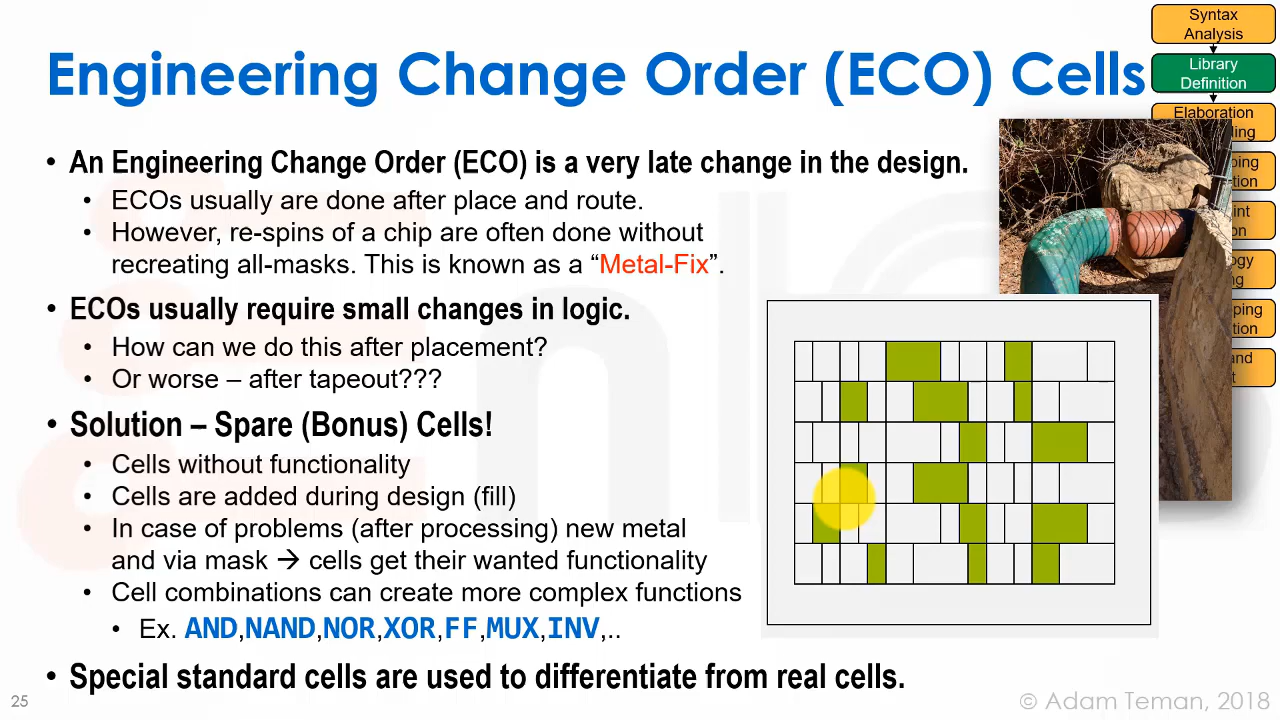 Engineering Change Order (ECO) Cells
Syntax
Analysis
Library
Definition
Elaboration
• An Engineering Change Order (ECO) is a very late change in the design.
• ECOs usually are done after place and route.
• However, re-spins of a chip are often done without
recreating all-masks. This is known as a “Metal-Fix”.
• ECOs usually require small changes in logic.
• How can we do this after placement?
• Or worse – after tapeout???
• Solution – Spare (Bonus) Cells!
• Cells without functionality
• Cells are added during design (fill)
• In case of problems (after processing) new metal
and via mask → cells get their wanted functionality
• Cell combinations can create more complex functions
• Ex. AND,NAND,NOR,XOR,FF,MUX,INV,..
• Special standard cells are used to differentiate from real cells.
25
© Adam Teman, 2018